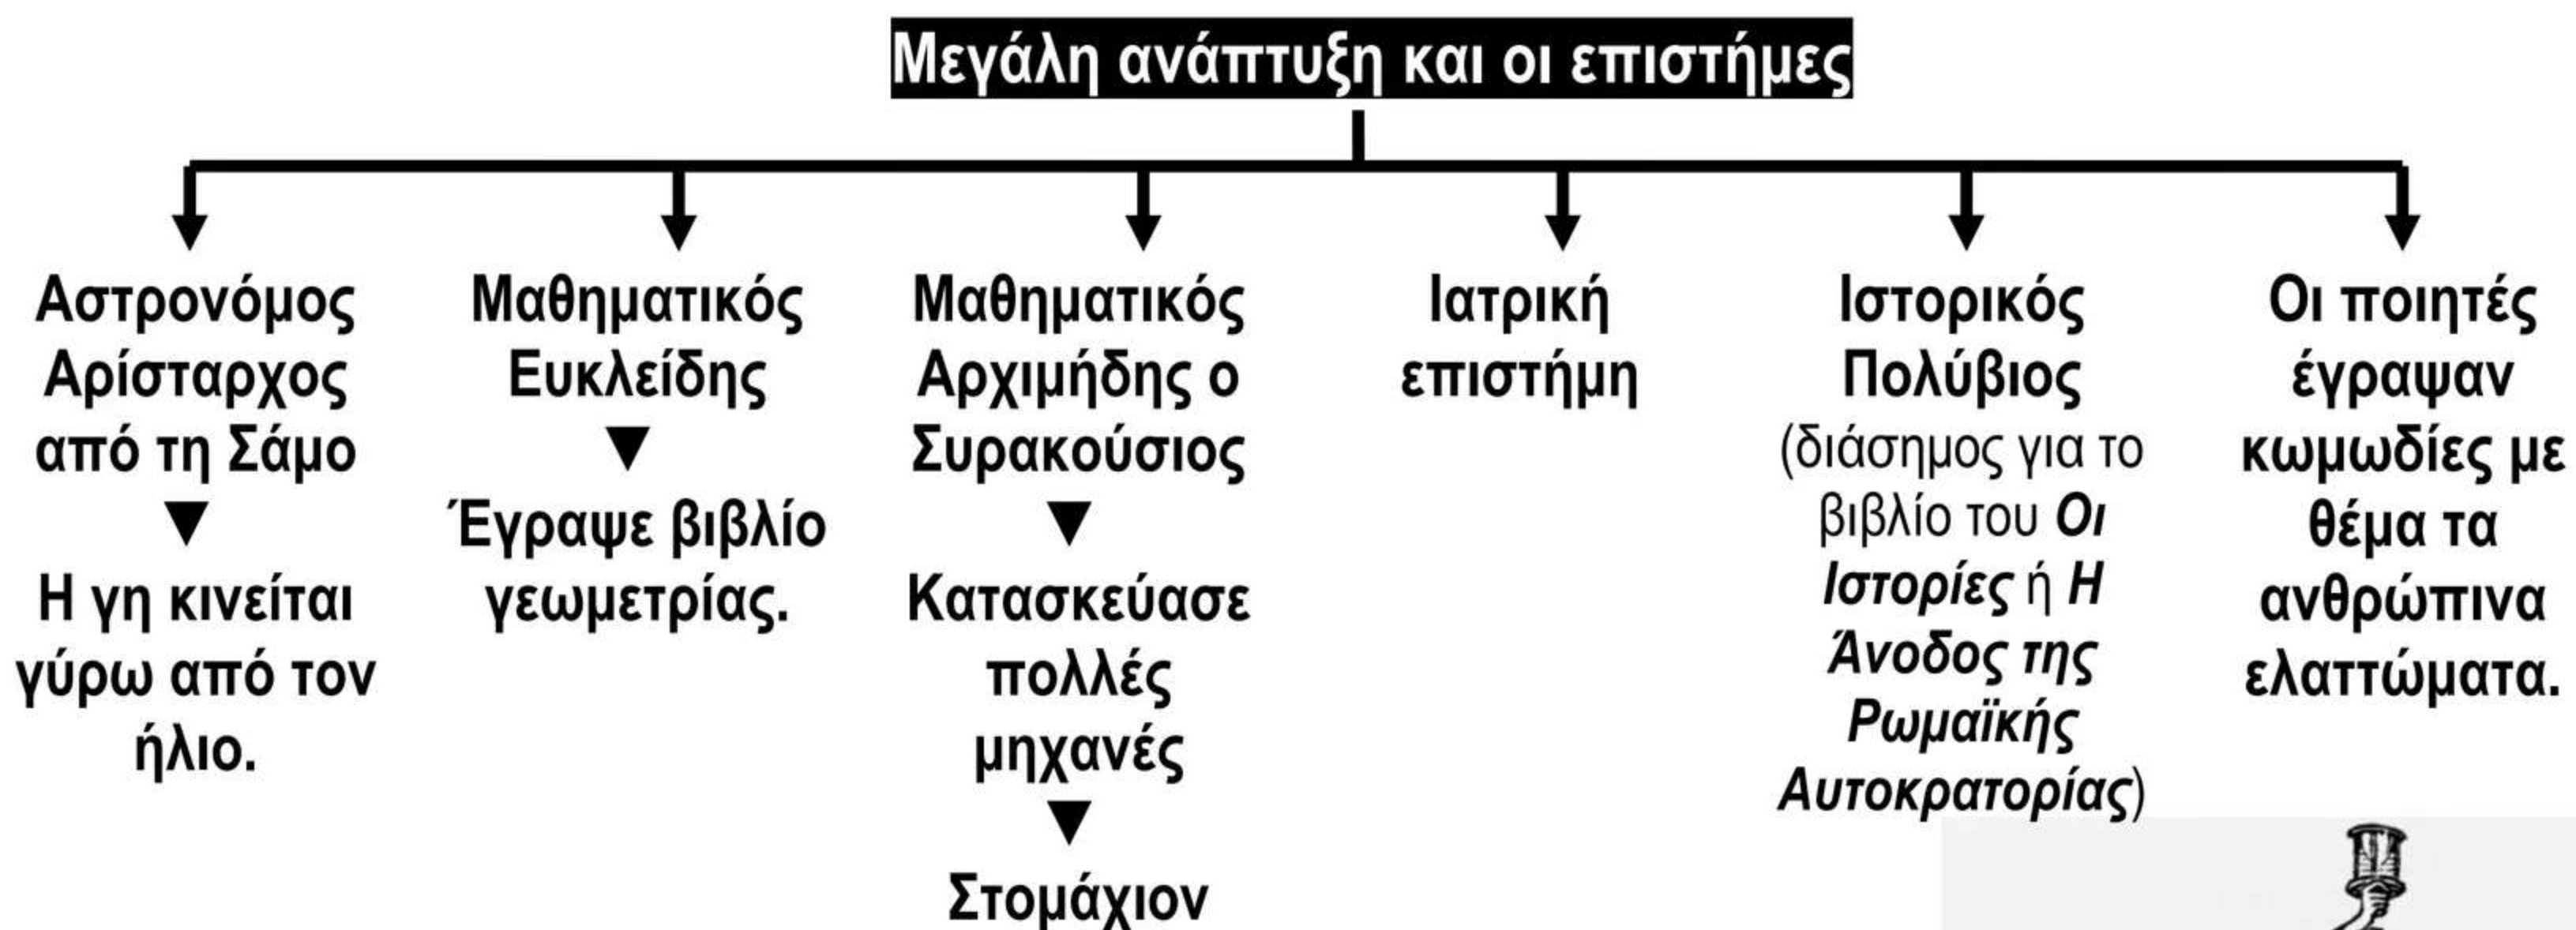 Μεγάλη ανάπτυξη και οι επιστήμες
Αστρονόμος
Αρίσταρχος
από τη Σάμο
Η γη κινείται
γύρω από τον
ήλιο.
Μαθηματικός
Ευκλείδης
Έγραψε βιβλίο
γεωμετρίας.
Μαθηματικός
Αρχιμήδης ο
Συρακούσιος
Κατασκεύασε
πολλές
μηχανές
Στομάχιον
Ιατρική
επιστήμη
Ιστορικός
Πολύβιος
(διάσημος για το
βιβλίο του Οι
Ιστορίες ή Η
Άνοδος της
Ρωμαϊκής
Αυτοκρατορίας)
Οι ποιητές
έγραψαν
κωμωδίες με
θέμα τα
ανθρώπινα
ελαττώματα.